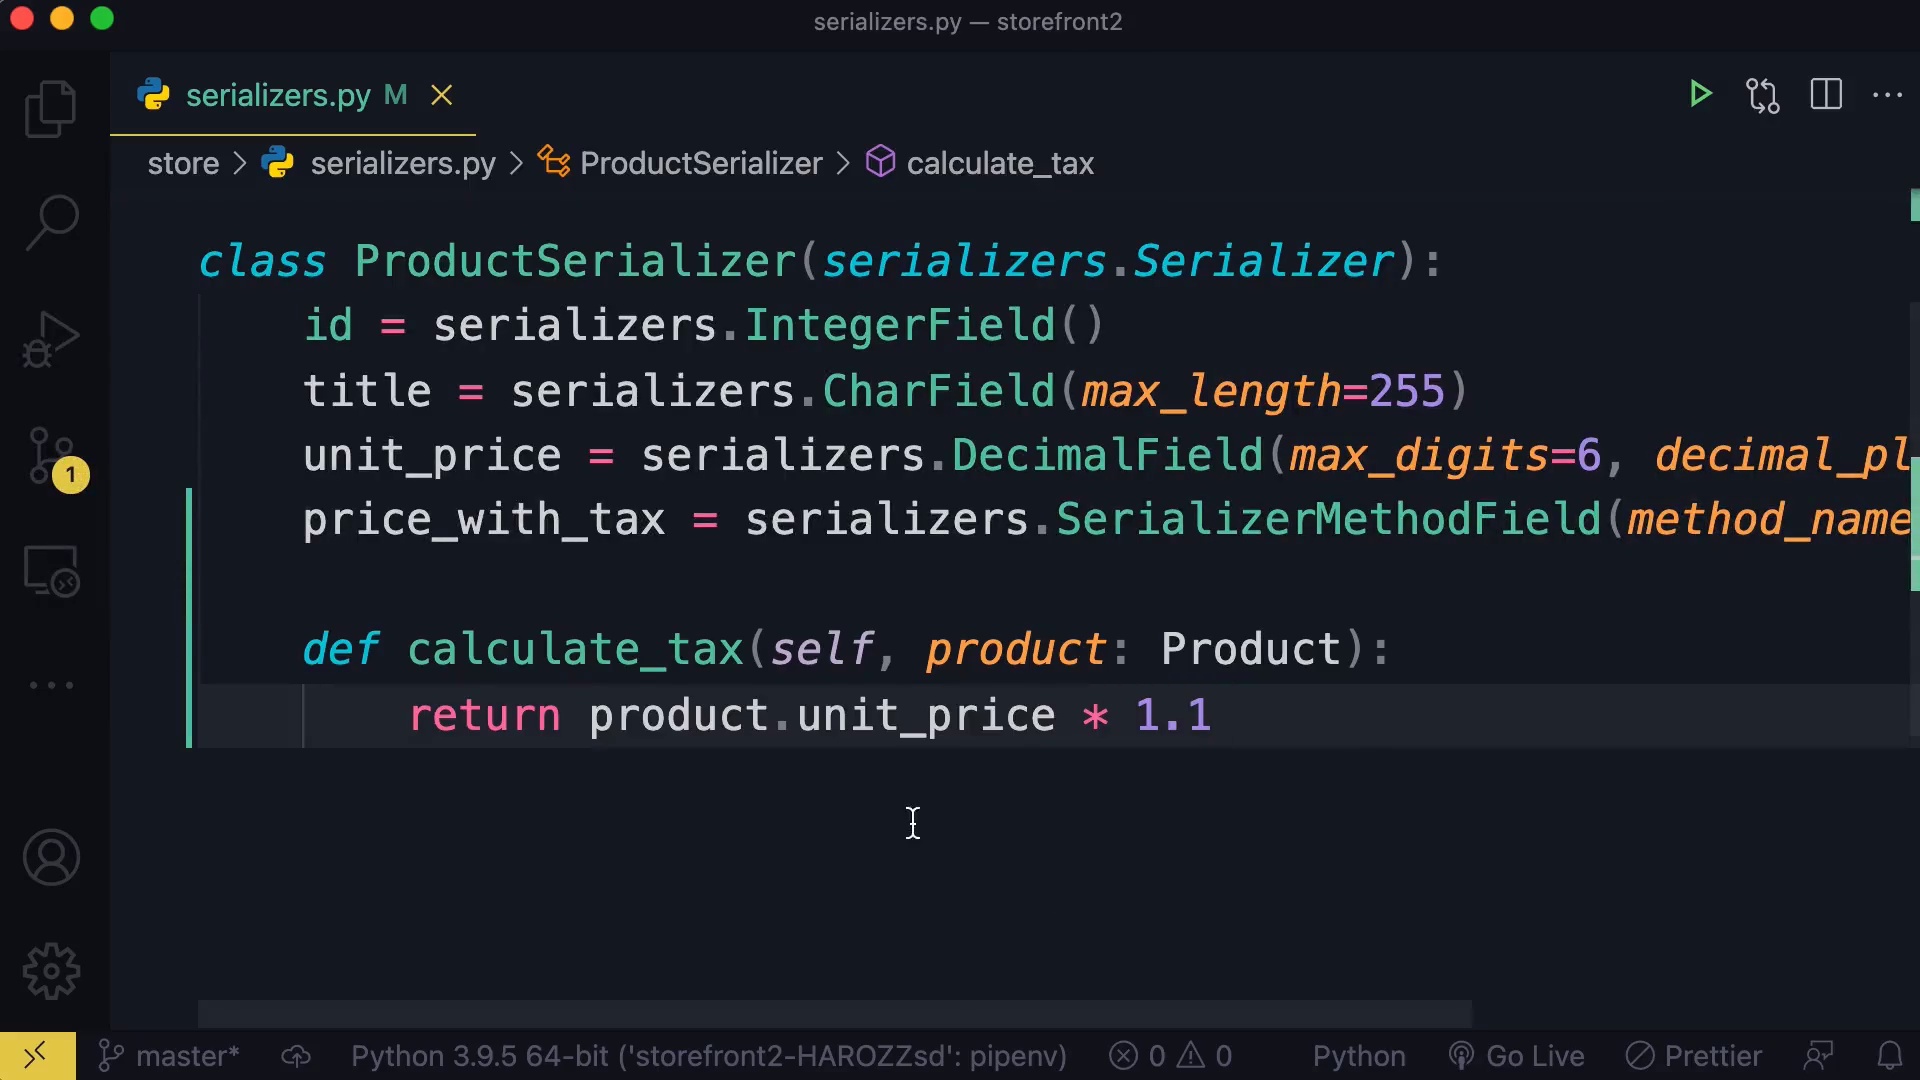 serializers.py — storefront2
serializers.py M
store > serializers.py > ProductSerializer > calculate_tax
class ProductSerializer(serializers.Serializer):
id = serializers.IntegerField()
title = serializers.CharField(max_length=255)
unit_price = serializers.DecimalField(max_digits=6, decimal_pl
price_with_tax = serializers.SerializerMethodField(method_name
def calculate_tax(self, product: Product):
return product.unit_price * 1.1
1
master* Python 3.9.5 64-bit ('storefront2-HAROZZsd': pipenv) 0 0 Python Go Live Prettier